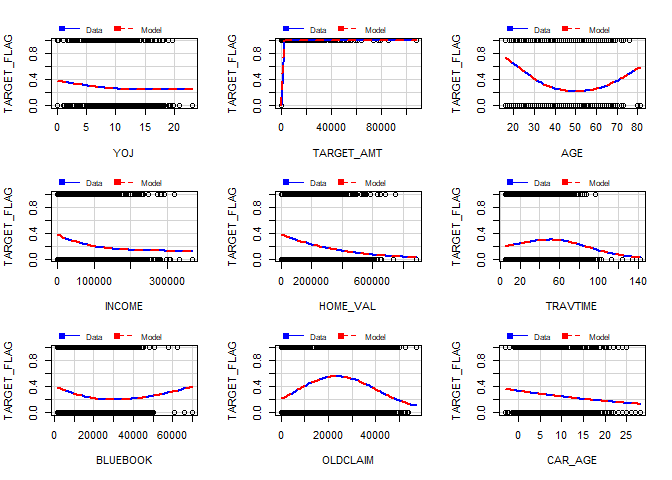 Data Model
TARGET_FLAG
0.0 0.4 0.8
0 5 10 15 20
YOJ
Data Model
TARGET_FLAG
0.0 0.4 0.8
0 40000 80000
TARGET_AMT
Data Model
TARGET_FLAG
0.0 0.4 0.8
20 30 40 50 60 70 80
AGE
Data Model
TARGET_FLAG
0.0 0.4 0.8
0 100000 300000
INCOME
Data Model
TARGET_FLAG
0.0 0.4 0.8
0 200000 600000
HOME_VAL
Data Model
TARGET_FLAG
0.0 0.4 0.8
0 20 60 100 140
TRAVTIME
Data Model
TARGET_FLAG
0.0 0.4 0.8
0 20000 40000 60000
BLUEBOOK
Data Model
TARGET_FLAG
0.0 0.4 0.8
0 20000 40000
OLDCLAIM
Data Model
TARGET_FLAG
0.0 0.4 0.8
0 5 10 15 20 25
CAR_AGE